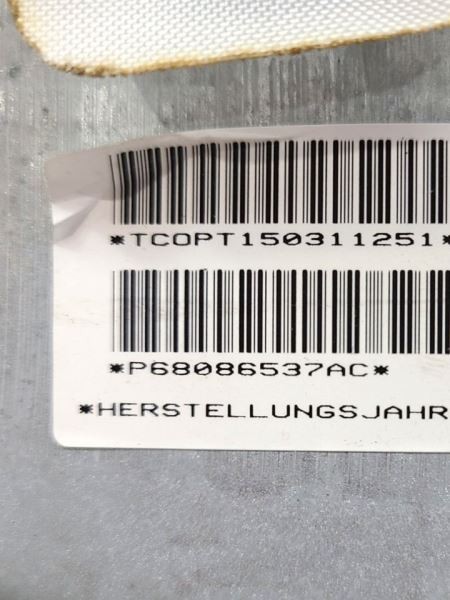 *TCOPT150311251*
*P68086537AC*
*HERSTELLUNGSJAHR